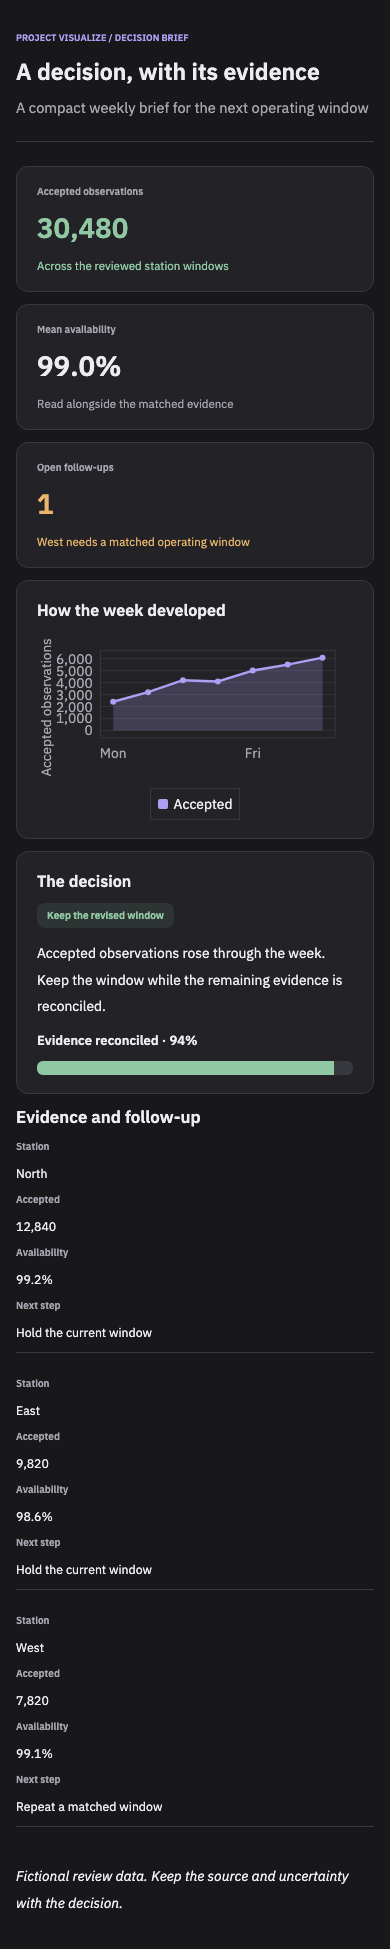 PROJECT VISUALIZE / DECISION BRIEF
A decision, with its evidence
A compact weekly brief for the next operating window
Accepted observations
30,480
Across the reviewed station windows
Mean availability
99.0%
Read alongside the matched evidence
Open follow-ups
1
West needs a matched operating window
How the week developed
Accepted observations
6,000
5,000
4,000
3,000
2,000
1,000
0
Mon
Fri
Accepted
The decision
Keep the revised window
Accepted observations rose through the week.
Keep the window while the remaining evidence is
reconciled.
Evidence reconciled · 94%
Evidence and follow-up
Station
North
Accepted
12,840
Availability
99.2%
Next step
Hold the current window
Station
East
Accepted
9,820
Availability
98.6%
Next step
Hold the current window
Station
West
Accepted
7,820
Availability
99.1%
Next step
Repeat a matched window
Fictional review data. Keep the source and uncertainty
with the decision.